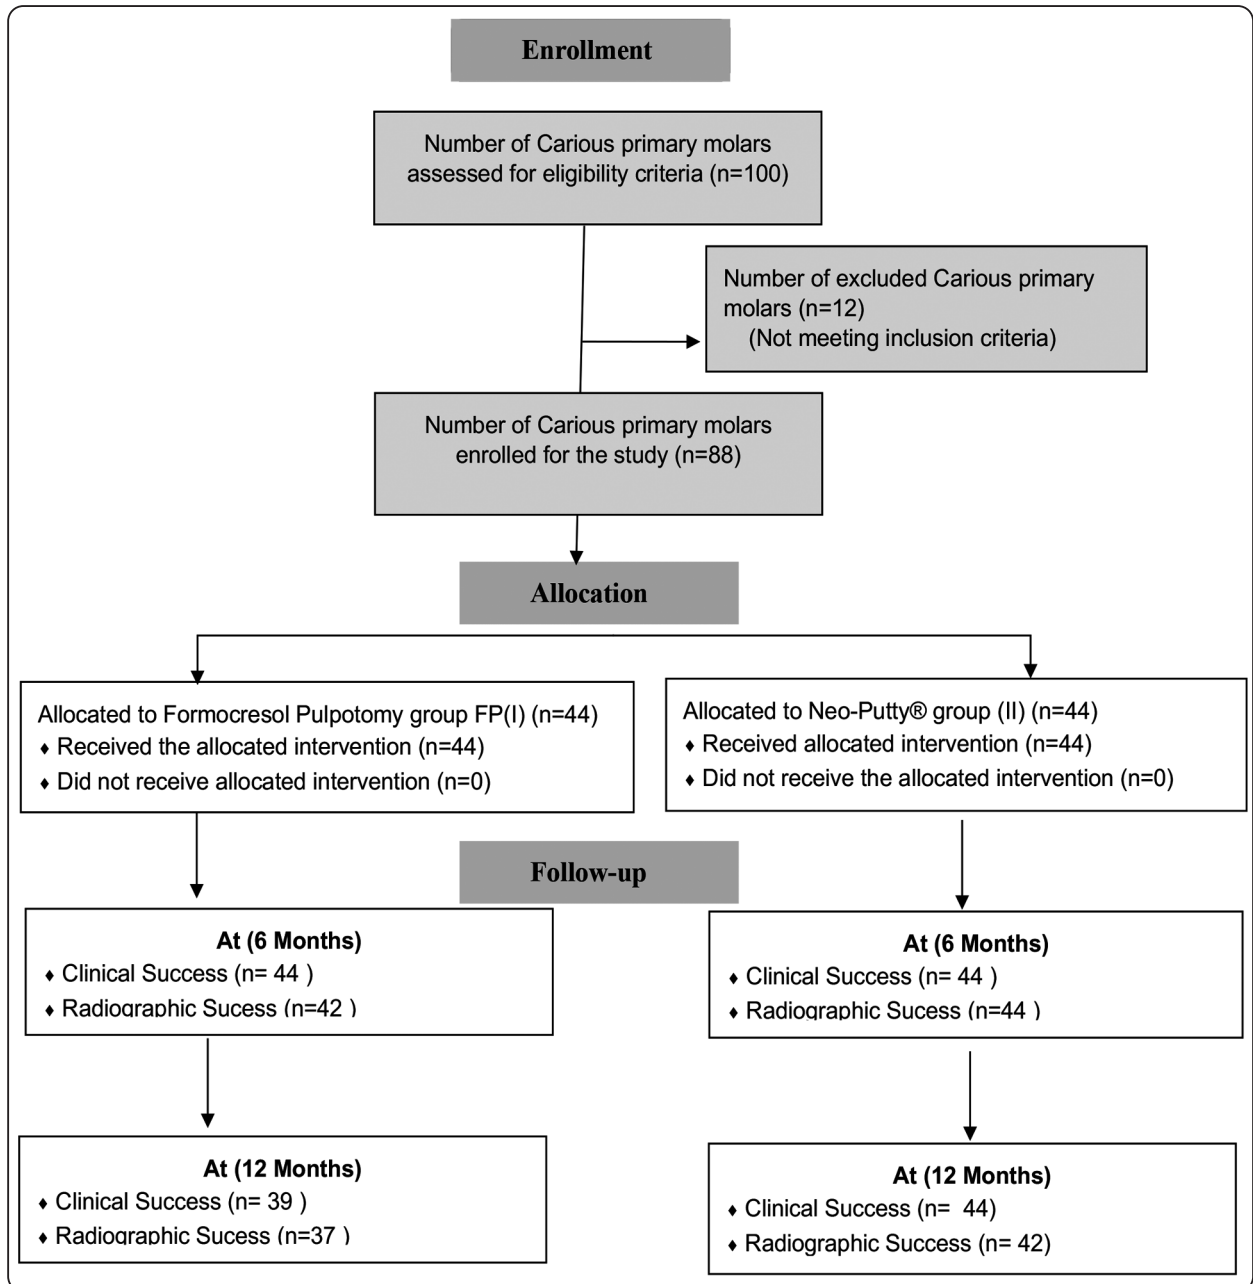 Enrollment
Number of Carious primary molars
assessed for eligibility criteria (n=100)
Number of excluded Carious primary
molars (n=12)
(Not meeting inclusion criteria)
Number of Carious primary molars
enrolled for the study (n=88)
Allocation
Allocated to Formocresol Pulpotomy group FP(I) (n=44)
♦ Received the allocated intervention (n=44)
♦ Did not receive allocated intervention (n=0)
Allocated to Neo-Putty® group (II) (n=44)
♦ Received allocated intervention (n=44)
♦ Did not receive the allocated intervention (n=0)
Follow-up
At (6 Months)
♦ Clinical Success (n= 44 )
♦ Radiographic Sucess (n=42 )
At (6 Months)
♦ Clinical Success (n= 44 )
♦ Radiographic Sucess (n=44 )
At (12 Months)
♦ Clinical Success (n= 39 )
♦ Radiographic Sucess (n=37 )
At (12 Months)
♦ Clinical Success (n=  44)
♦ Radiographic Success (n= 42)